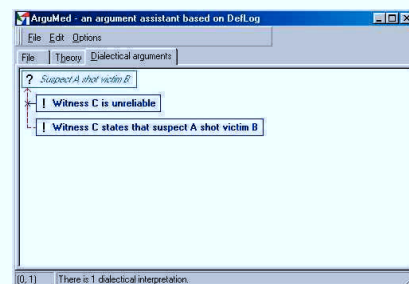 ArguMed - an argument assistant based on DefLog
File Edit Options
File Theory Dialectical arguments
? Suspect A shot victim B
! Witness C is unreliable
! Witness C states that suspect A shot victim B
(0, 1) There is 1 dialectical interpretation.